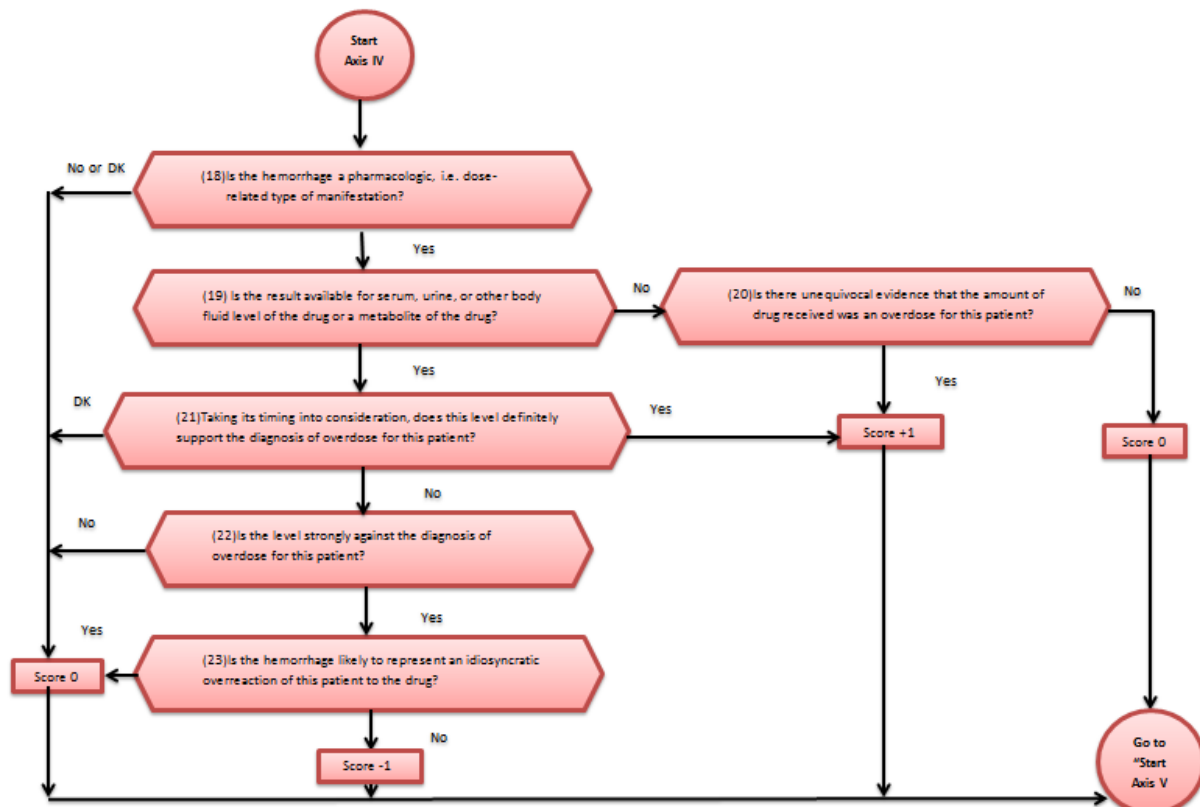 Start
Axis IV
No or DK
(18)Is the hemorrhage a pharmacologic, i.e. dose-
related type of manifestation?
Yes
(19) Is the result available for serum, urine, or other body
fluid level of the drug or a metabolite of the drug?
No
(20)Is there unequivocal evidence that the amount of
drug received was an overdose for this patient?
No
Yes
Yes
DK
(21)Taking its timing into consideration, does this level definitely
support the diagnosis of overdose for this patient?
Yes
Score +1
Score 0
No
No
(22)Is the level strongly against the diagnosis of
overdose for this patient?
Yes
Yes
(23)Is the hemorrhage likely to represent an idiosyncratic
overreaction of this patient to the drug?
Score 0
No
Score -1
Go to
"Start
Axis V